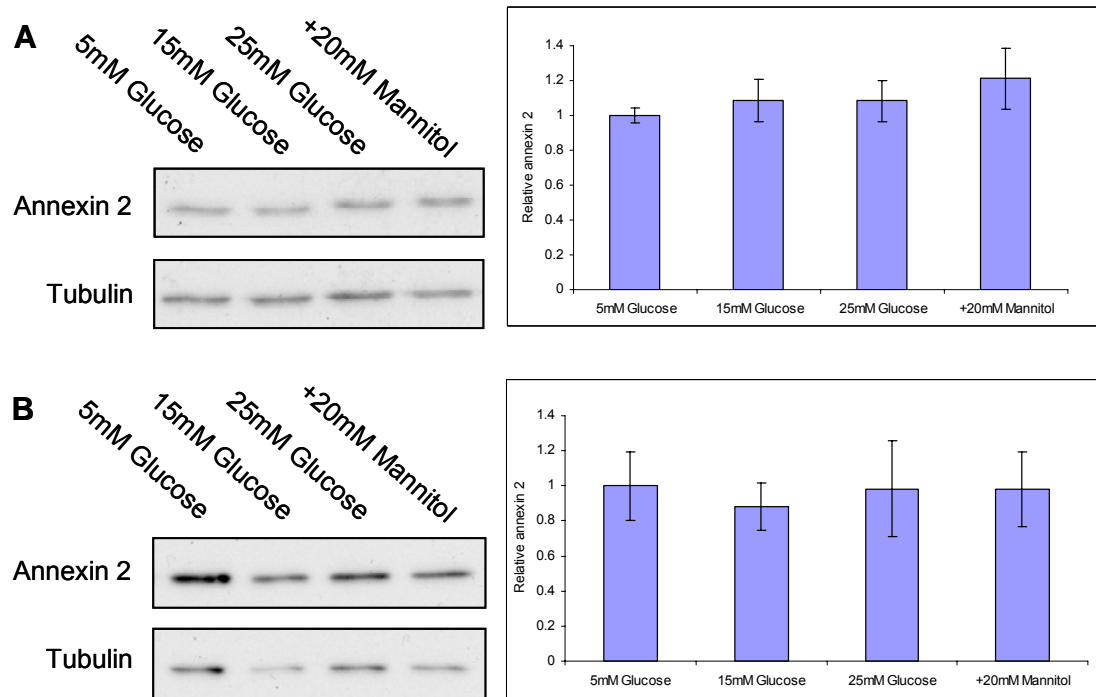 A
5mM Glucose
15mM Glucose
25mM Glucose
+20mM Mannitol
Annexin 2
Tubulin
Relative annexin 2
1.4
1.2
1
0.8
0.6
0.4
0.2
0
5mM Glucose 15mM Glucose 25mM Glucose +20mM Mannitol
B
5mM Glucose
15mM Glucose
25mM Glucose
+20mM Mannitol
Annexin 2
Tubulin
Relative annexin 2
1.4
1.2
1
0.8
0.6
0.4
0.2
0
5mM Glucose 15mM Glucose 25mM Glucose +20mM Mannitol